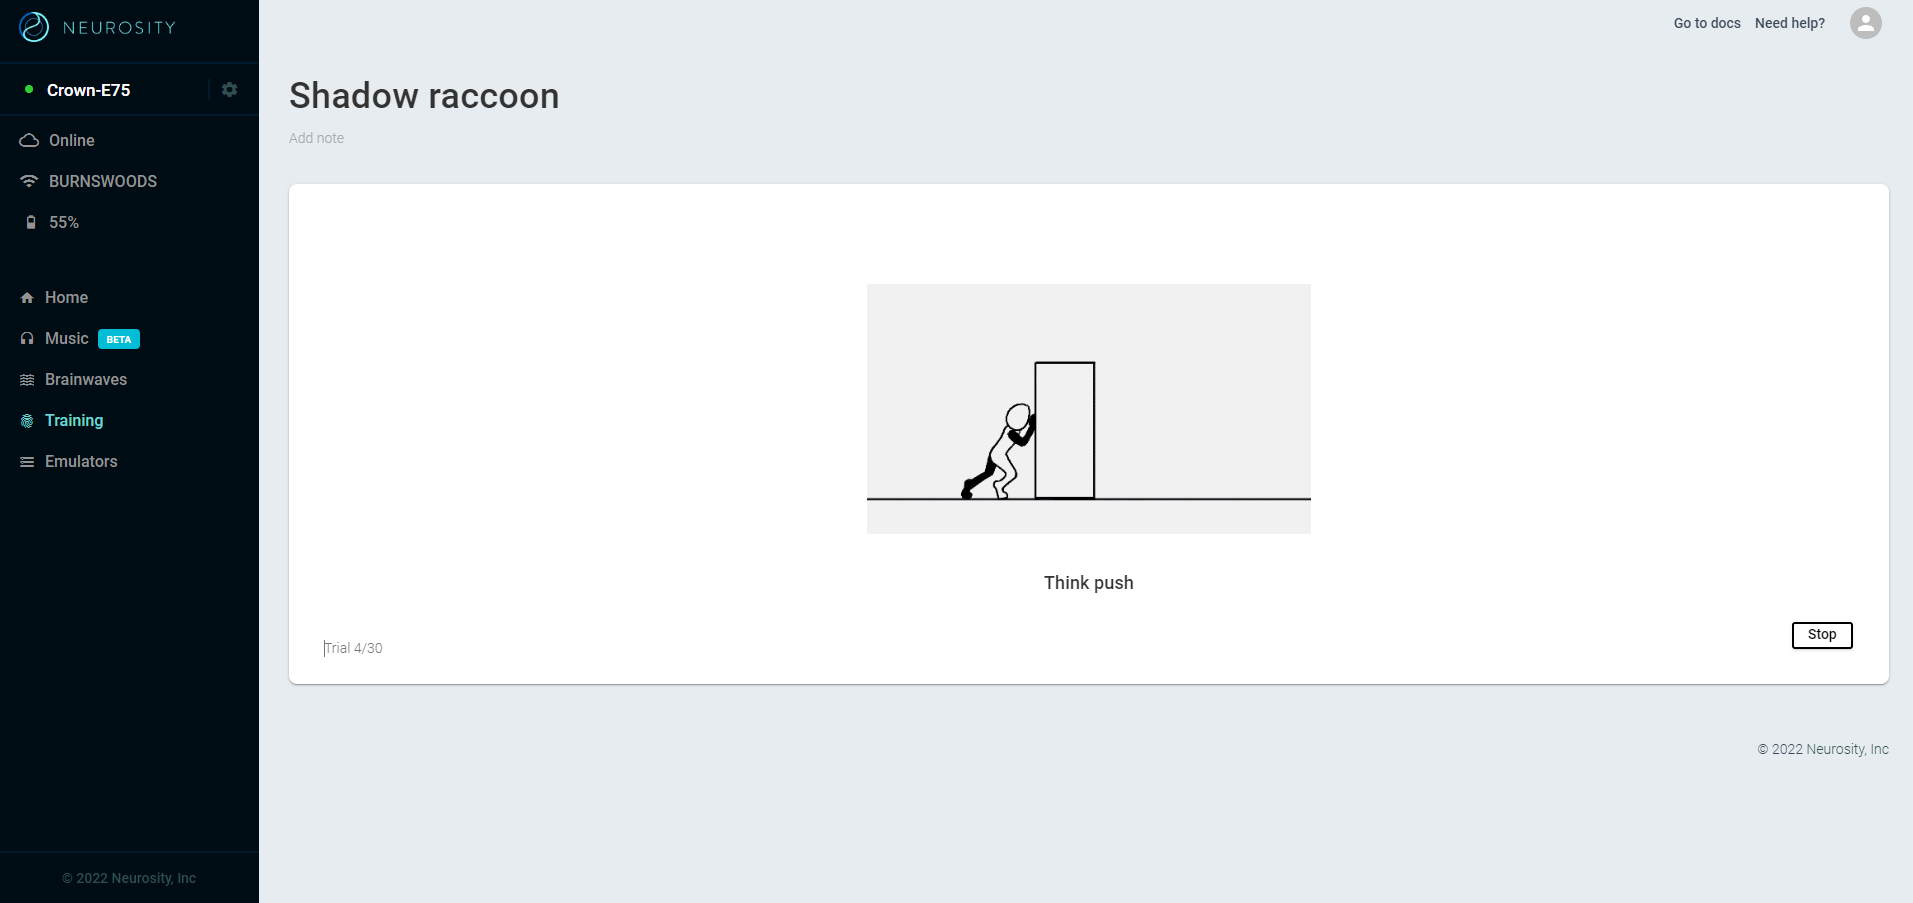 NEUROSITY
Crown-E75
Online
BURNSWOODS
55%
Home
Music BETA
Brainwaves
Training
Emulators
© 2022 Neurosity, Inc
Go to docs Need help?
Shadow raccoon
Add note
Think push
Trial 4/30
Stop
© 2022 Neurosity, Inc